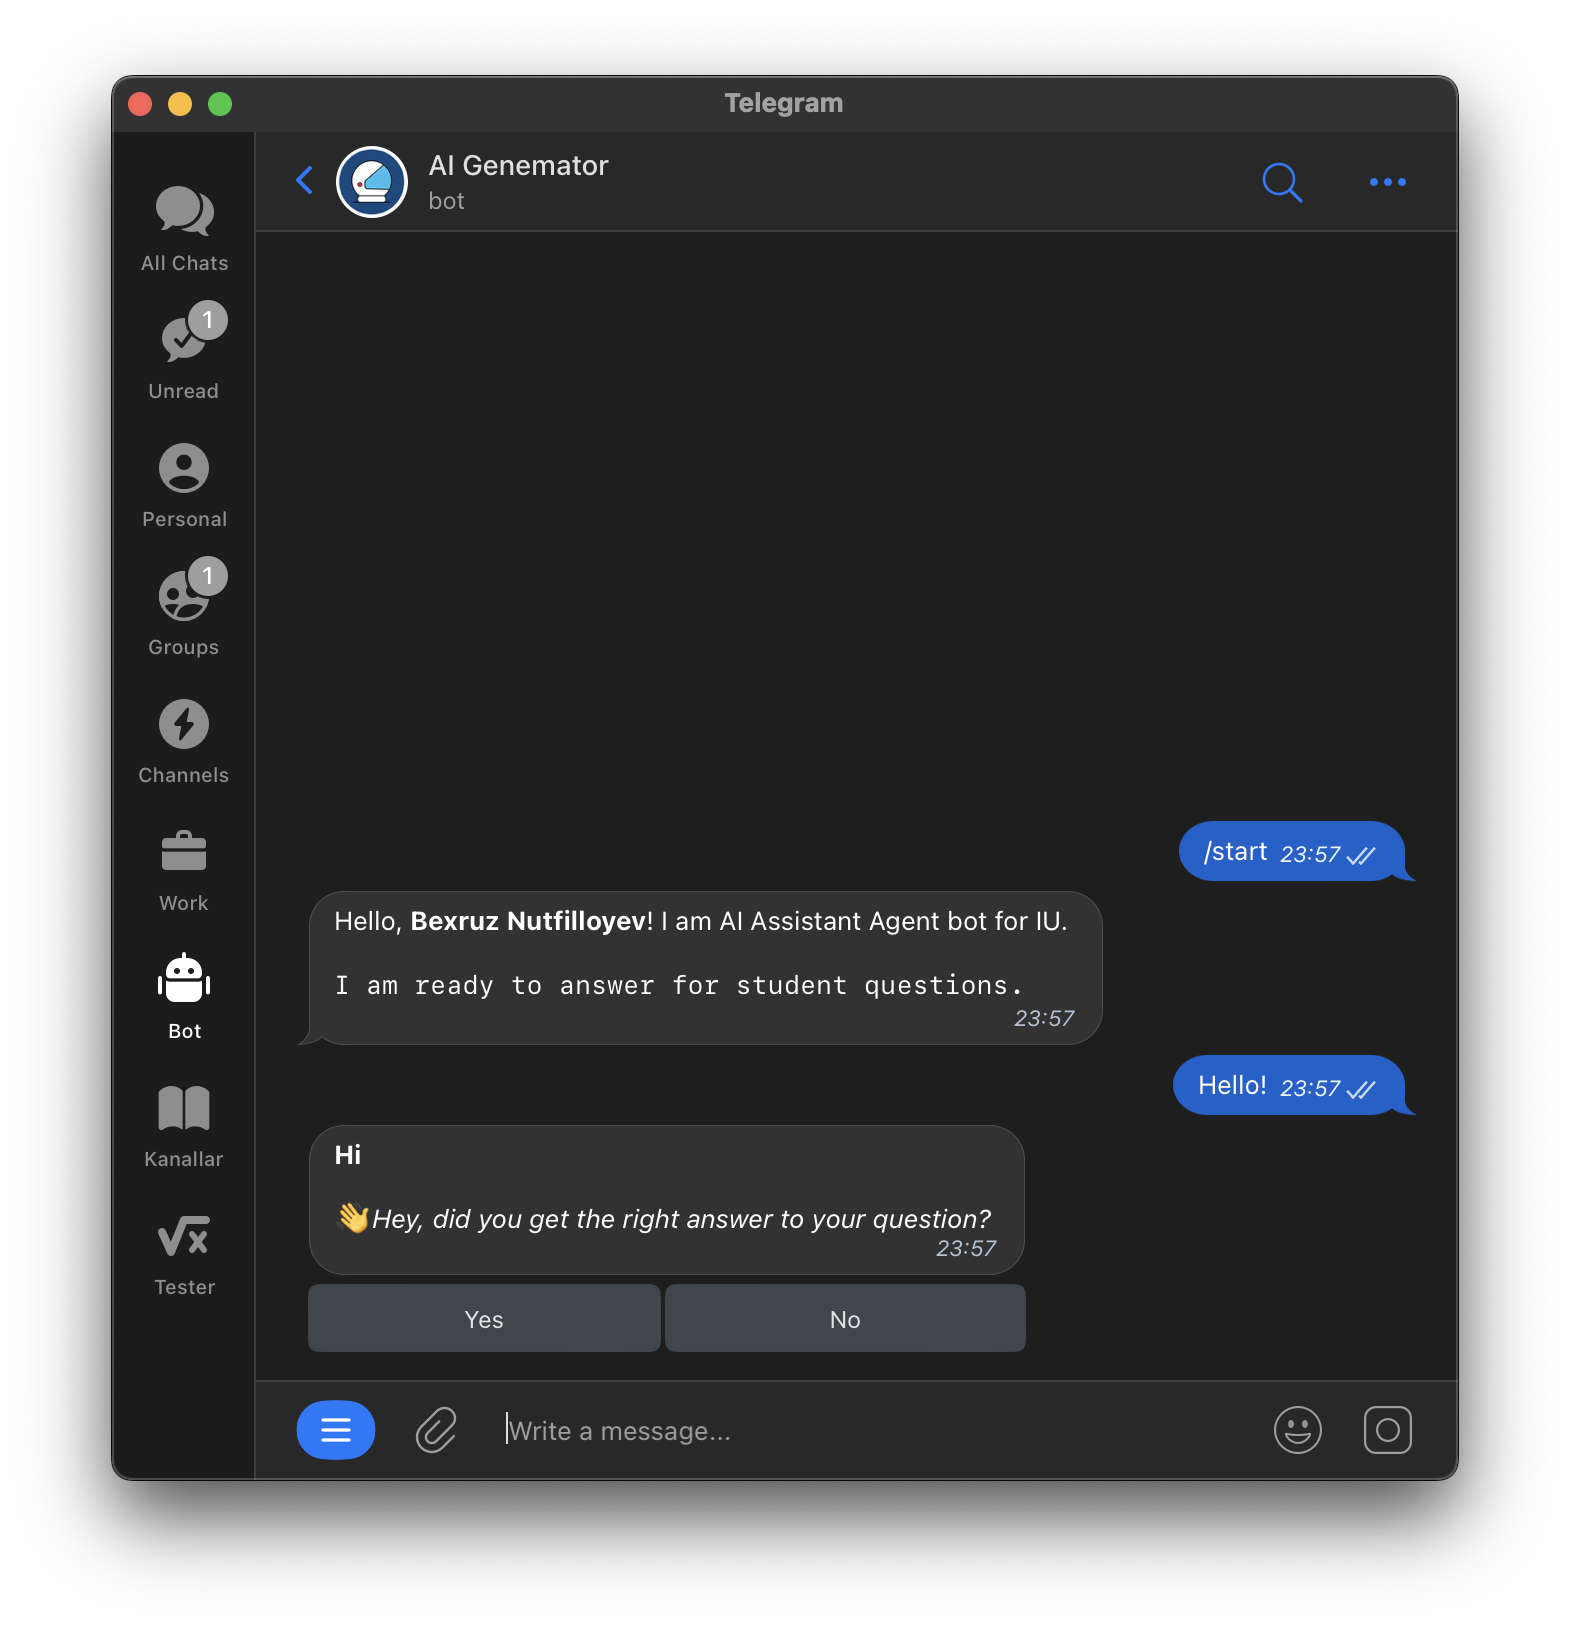 Telegram
AI Genemator
bot
All Chats
1
Unread
Personal
1
Groups
Channels
Work
Bot
Kanallar
Tester
/start 23:57
Hello, Bexruz Nutfilloyev! I am AI Assistant Agent bot for IU.
I am ready to answer for student questions.
23:57
Hello! 23:57
Hi
👋Hey, did you get the right answer to your question?
23:57
Yes
No
Write a message...